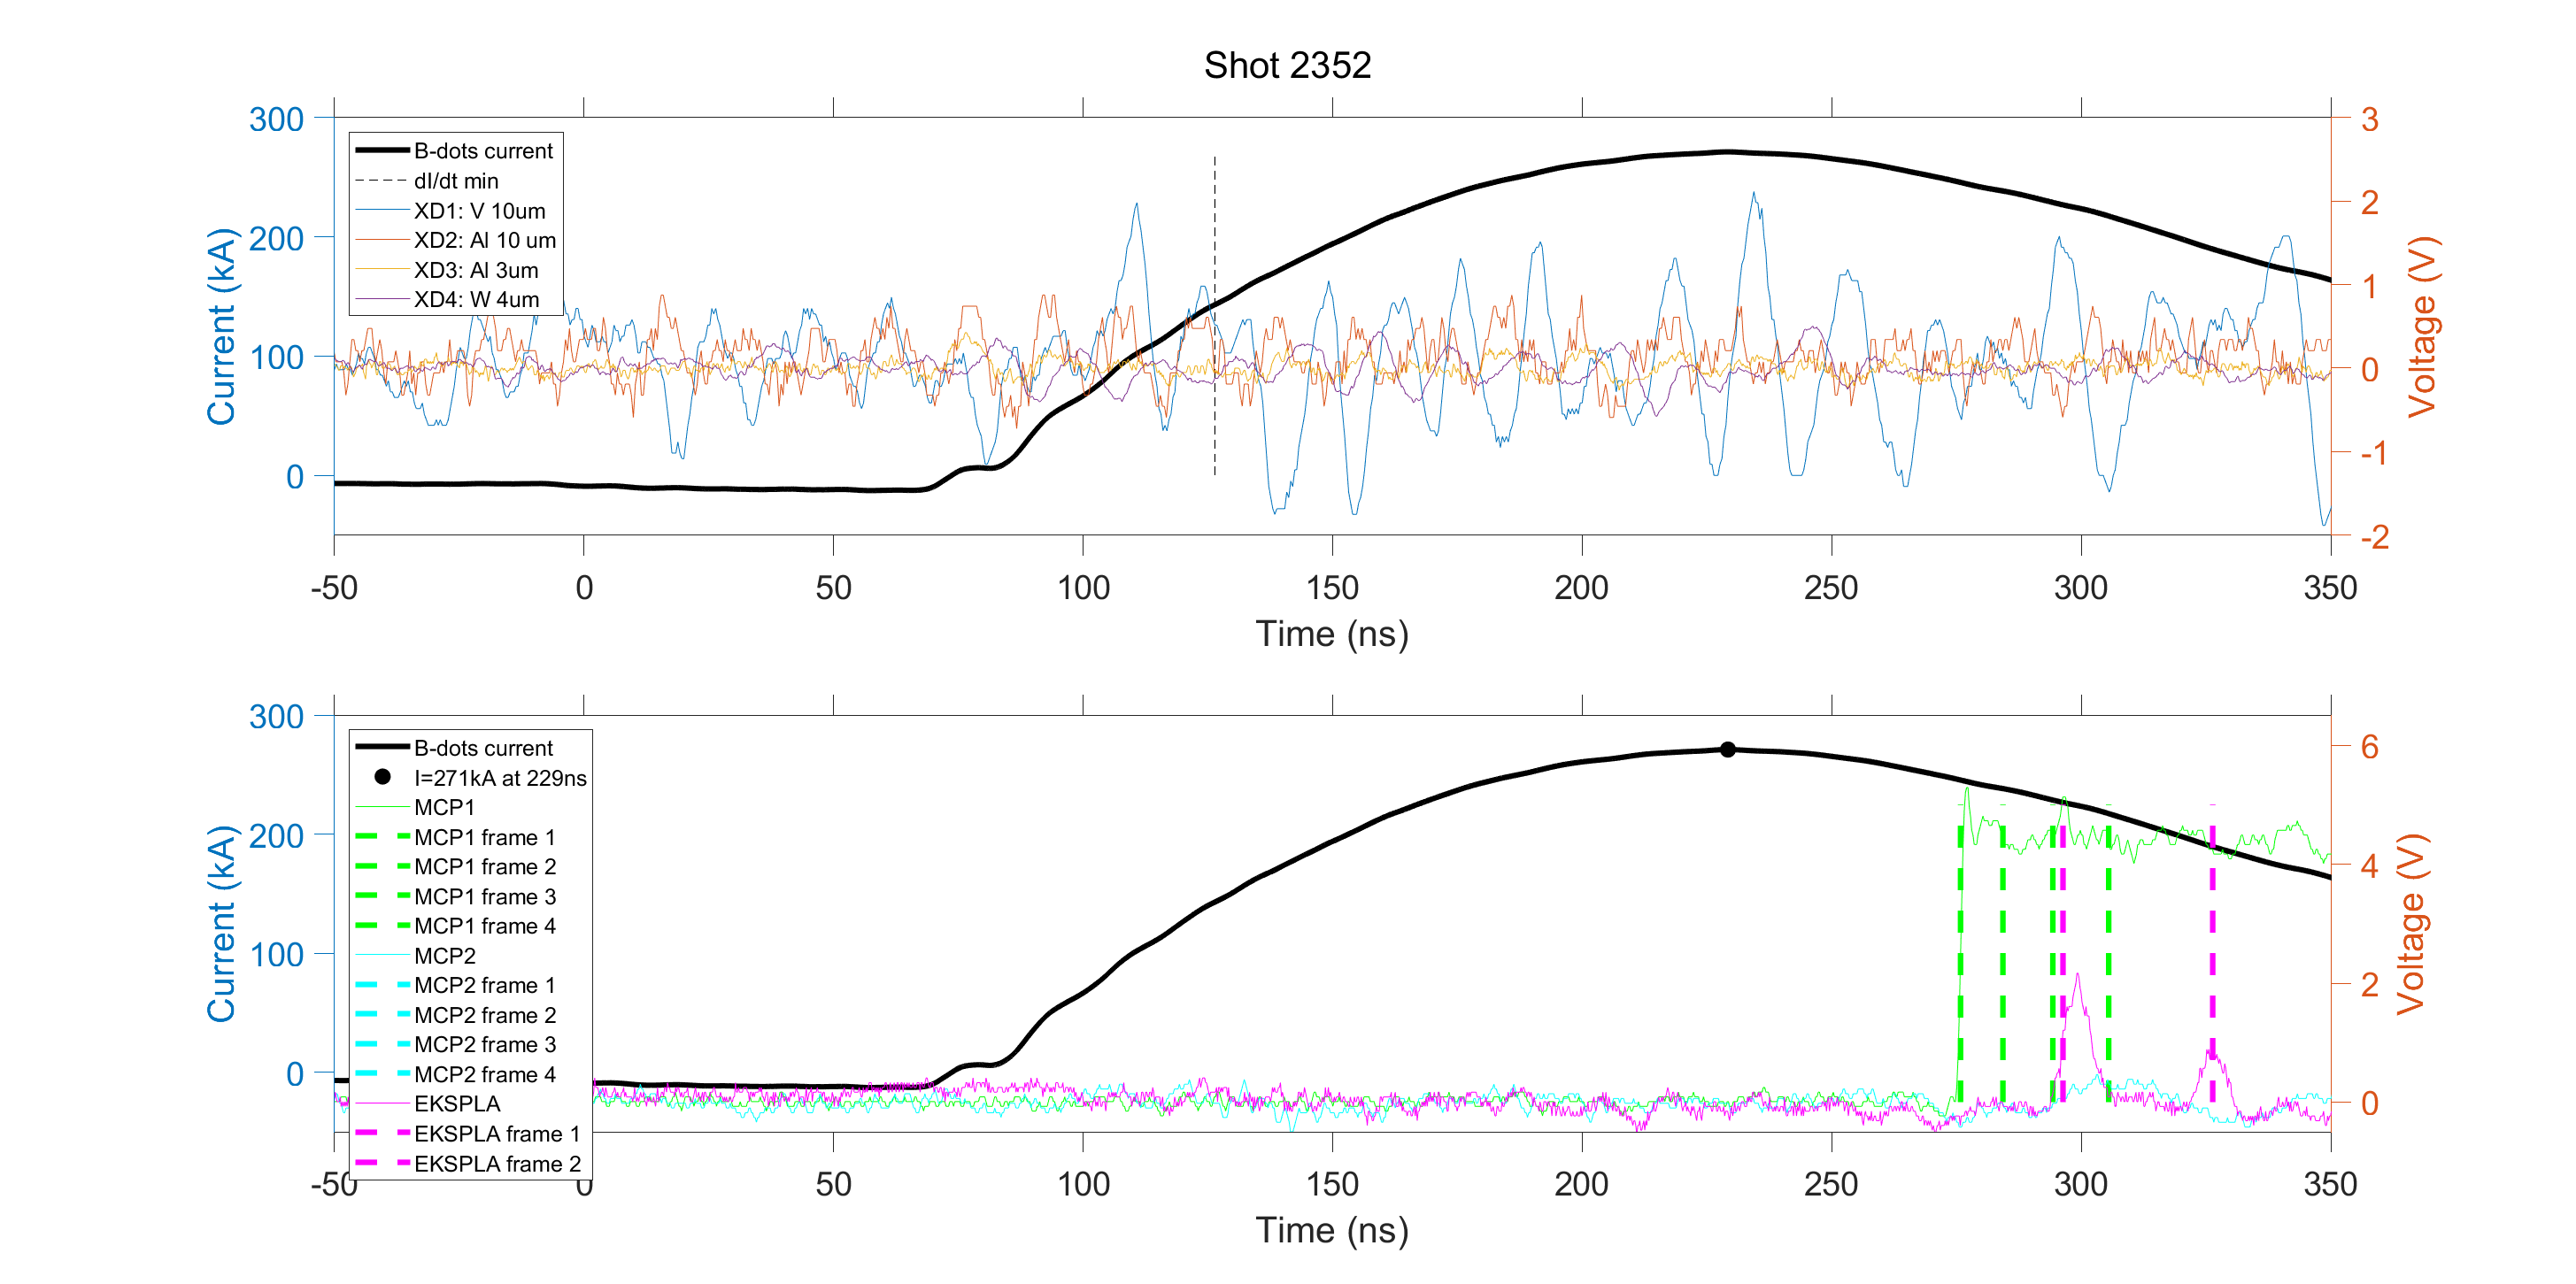 Shot 2352
300
200
100
0
Current (kA)
B-dots current
dI/dt min
XD1: V 10um
XD2: Al 10 um
XD3: Al 3um
XD4: W 4um
3
2
1
0
-1
-2
Voltage (V)
-50 0 50 100 150 200 250 300 350
Time (ns)
300
200
100
0
Current (kA)
B-dots current
I=271kA at 229ns
MCP1
MCP1 frame 1
MCP1 frame 2
MCP1 frame 3
MCP1 frame 4
MCP2
MCP2 frame 1
MCP2 frame 2
MCP2 frame 3
MCP2 frame 4
EKSPLA
EKSPLA frame 1
EKSPLA frame 2
6
4
2
0
Voltage (V)
-50 0 50 100 150 200 250 300 350
Time (ns)